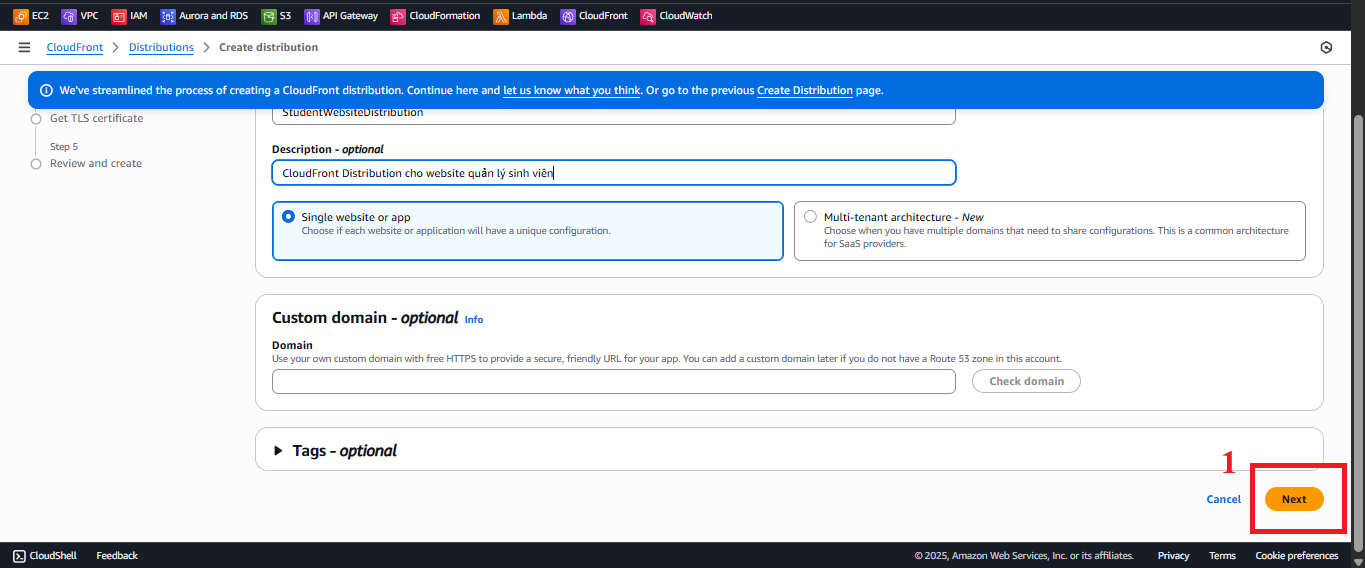 EC2 VPC IAM Aurora and RDS S3 API Gateway CloudFormation Lambda CloudFront CloudWatch
CloudFront Distributions Create distribution
We've streamlined the process of creating a CloudFront distribution. Continue here and let us know what you think. Or go to the previous Create Distribution page.
Get TLS certificate
Step 5
Review and create
StudentWebsiteDistribution
Description - optional
CloudFront Distribution cho website quản lý sinh viên
Single website or app
Choose if each website or application will have a unique configuration.
Multi-tenant architecture - New
Choose when you have multiple domains that need to share configurations. This is a common architecture
for SaaS providers.
Custom domain - optional Info
Domain
Use your own custom domain with free HTTPS to provide a secure, friendly URL for your app. You can add a custom domain later if you do not have a Route 53 zone in this account.
Check domain
Tags - optional
1
Cancel Next
CloudShell Feedback © 2025, Amazon Web Services, Inc. or its affiliates. Privacy Terms Cookie preferences